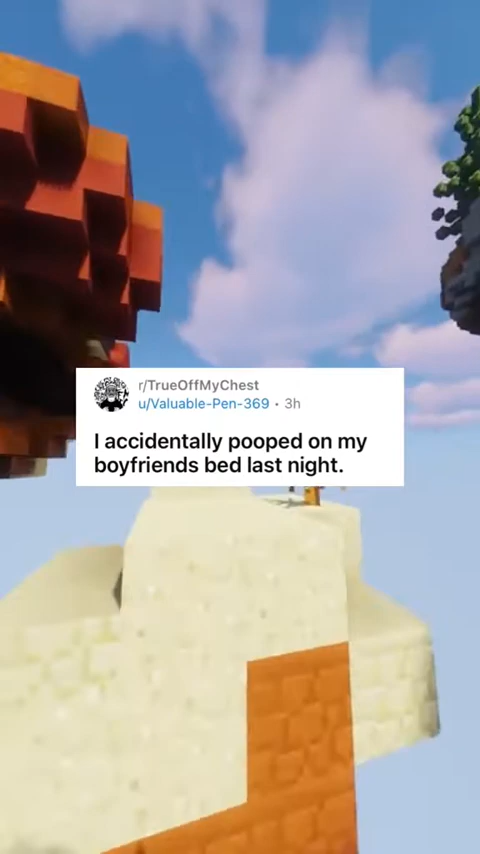 r/TrueOffMyChest
u/Valuable-Pen-369 • 3h
I accidentally pooped on my
boyfriends bed last night.